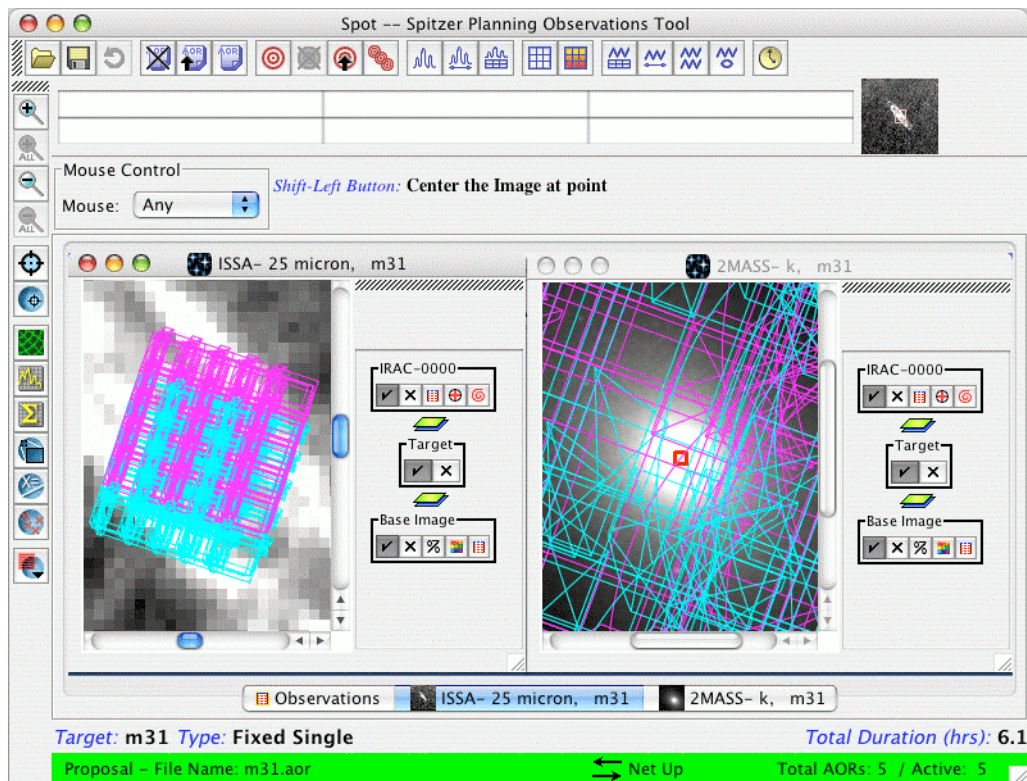 Spot -- Spitzer Planning Observations Tool
AOR
AOR
ALL
Mouse Control
Shift-Left Button: Center the Image at point
Mouse: Any
ALL
ISSA- 25 micron, m31
2MASS- k, m31
IRAC-0000
Target
Base Image
IRAC-0000
Target
Base Image
Observations
ISSA- 25 micron, m31
2MASS- k, m31
Target: m31 Type: Fixed Single
Total Duration (hrs): 6.1
Proposal - File Name: m31.aor
Net Up
Total AORs: 5 / Active: 5